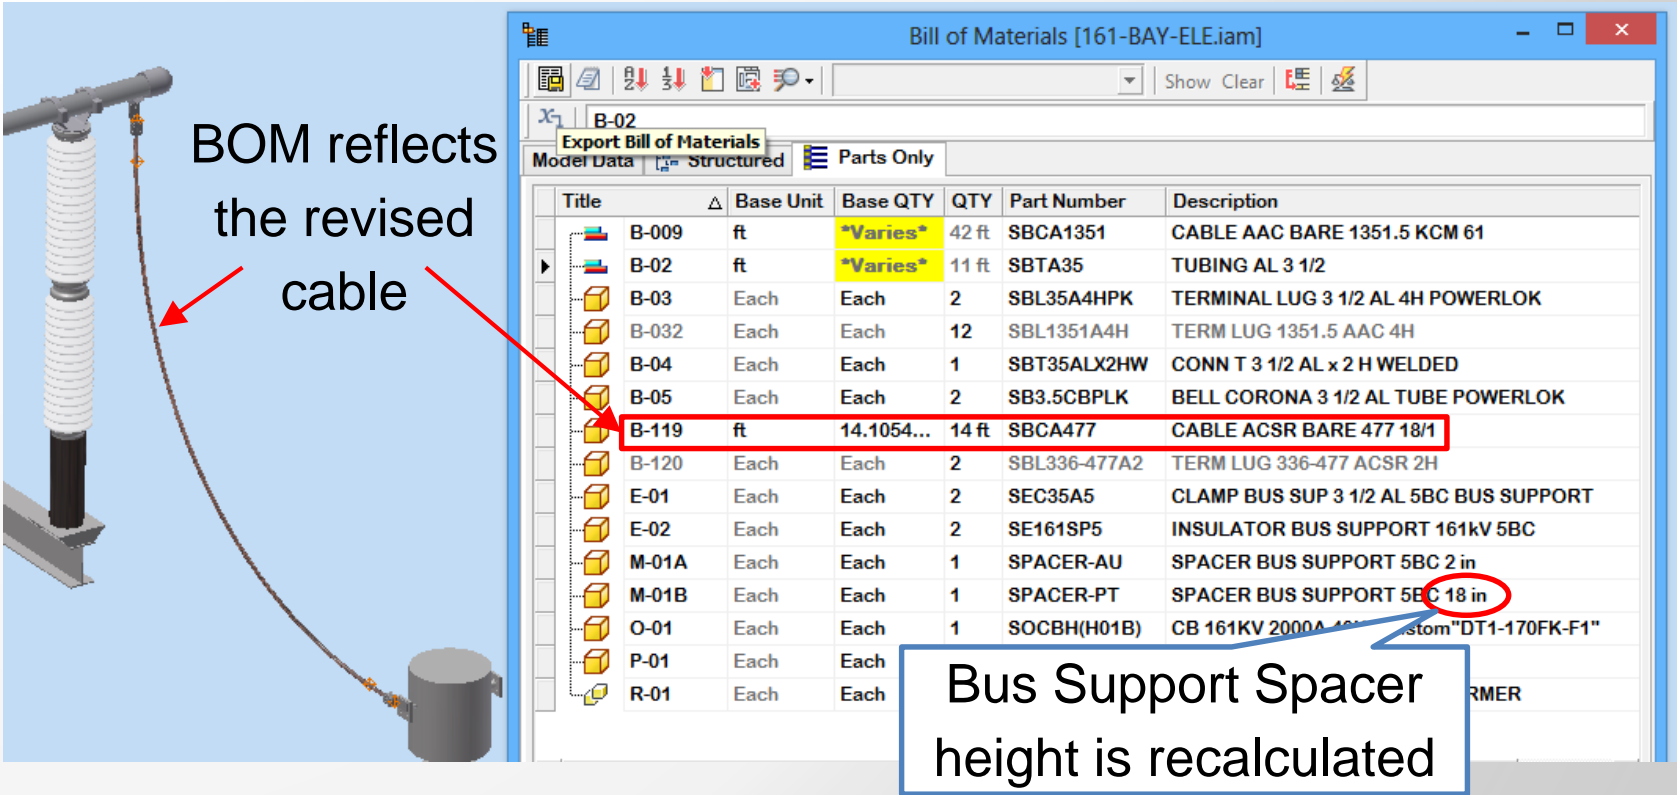 Bill of Materials [161-BAY-ELE.iam]
Show Clear
B-02
Export Bill of Materials
Model Data Structured Parts Only
Title Base Unit Base QTY QTY Part Number Description
B-009 ft *Varies* 42 ft SBCA1351 CABLE AAC BARE 1351.5 KCM 61
B-02 ft *Varies* 11 ft SBTA35 TUBING AL 3 1/2
B-03 Each Each 2 SBL35A4HPK TERMINAL LUG 3 1/2 AL 4H POWERLOK
B-032 Each Each 12 SBL1351A4H TERM LUG 1351.5 AAC 4H
B-04 Each Each 1 SBT35ALX2HW CONN T 3 1/2 AL x 2 H WELDED
B-05 Each Each 2 SB3.5CBPLK BELL CORONA 3 1/2 AL TUBE POWERLOK
B-119 ft 14.1054... 14 ft SBCA477 CABLE ACSR BARE 477 18/1
B-120 Each Each 2 SBL336-477A2 TERM LUG 336-477 ACSR 2H
E-01 Each Each 2 SEC35A5 CLAMP BUS SUP 3 1/2 AL 5BC BUS SUPPORT
E-02 Each Each 2 SE161SP5 INSULATOR BUS SUPPORT 161kV 5BC
M-01A Each Each 1 SPACER-AU SPACER BUS SUPPORT 5BC 2 in
M-01B Each Each 1 SPACER-PT SPACER BUS SUPPORT 5BC 18 in
O-01 Each Each 1 SOCBH(H01B) CB 161KV 2000A stom"DT1-170FK-F1"
P-01 Each Each
R-01 Each Each RMER
BOM reflects
the revised
cable
Bus Support Spacer
height is recalculated